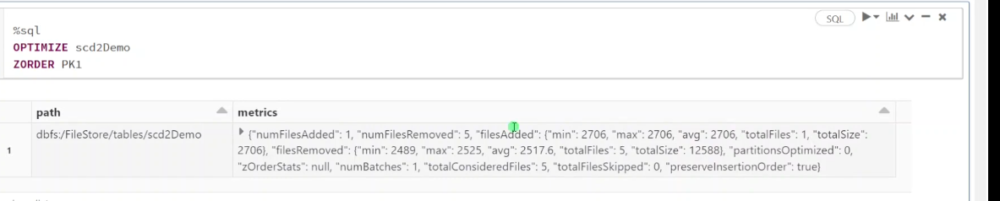 SQL
%sql
OPTIMIZE scd2Demo
ZORDER PK1
path metrics
1 dbfs:/FileStore/tables/scd2Demo {"numFilesAdded": 1, "numFilesRemoved": 5, "filesAdded": {"min": 2706, "max": 2706, "avg": 2706, "totalFiles": 1, "totalSize":
2706}, "filesRemoved": {"min": 2489, "max": 2525, "avg": 2517.6, "totalFiles": 5, "totalSize": 12588}, "partitionsOptimized": 0,
"zOrderStats": null, "numBatches": 1, "totalConsideredFiles": 5, "totalFilesSkipped": 0, "preserveInsertionOrder": true}